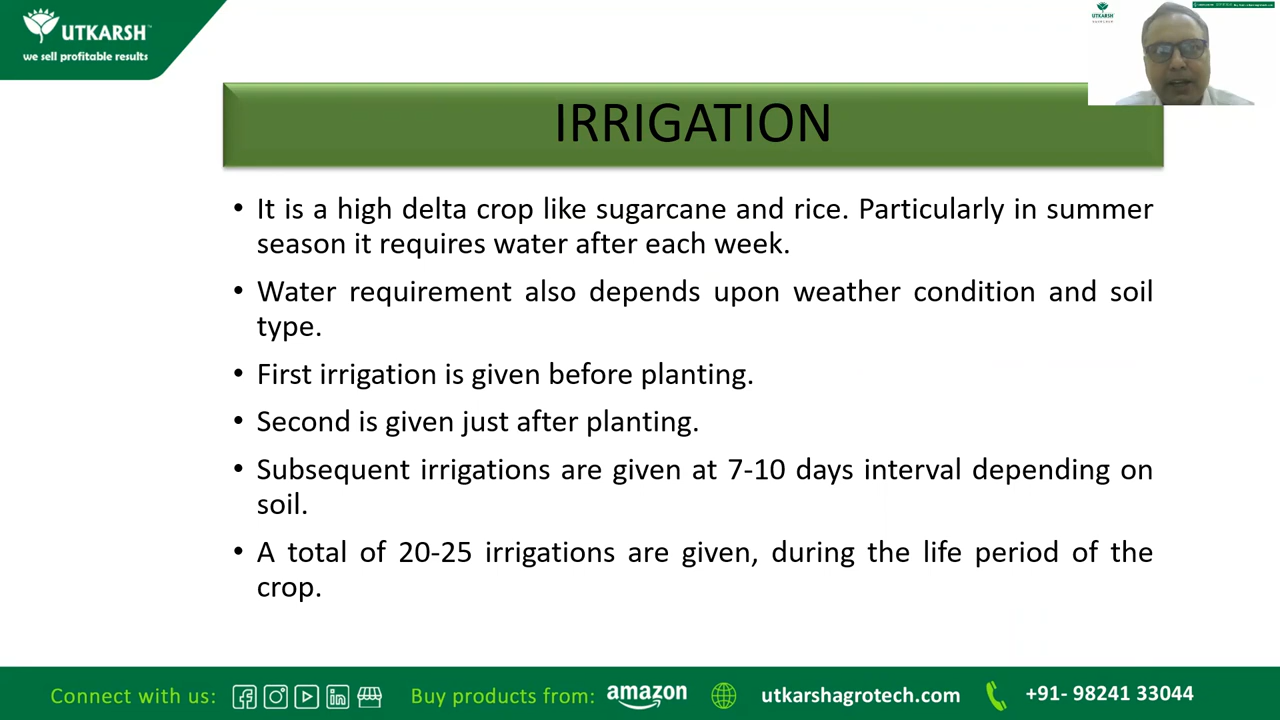 UTKARSH
we sell profitable results
UTKARSH
IRRIGATION
• It is a high delta crop like sugarcane and rice. Particularly in summer
season it requires water after each week.
• Water requirement also depends upon weather condition and soil
type.
• First irrigation is given before planting.
• Second is given just after planting.
• Subsequent irrigations are given at 7-10 days interval depending on
soil.
• A total of 20-25 irrigations are given, during the life period of the
crop.
Connect with us: Buy products from: amazon utkarshagrotech.com +91- 98241 33044